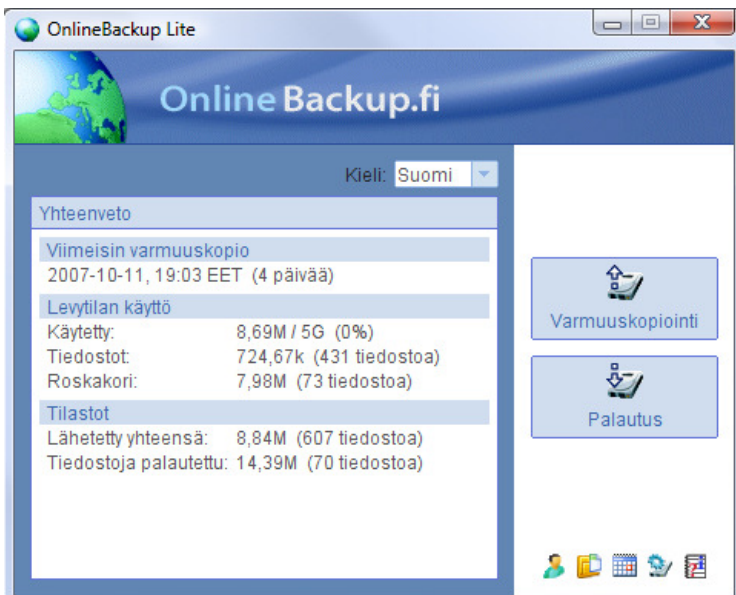 OnlineBackup Lite
OnlineBackup.fi
Kieli: Suomi
Yhteenveto
Viimeisin varmuuskopio
2007-10-11, 19:03 EET (4 päivää)
Levytilan käyttö
Käytetty: 8,69M / 5G (0%)
Tiedostot: 724,67k (431 tiedostoa)
Roskakori: 7,98M (73 tiedostoa)
Tilastot
Lähetetty yhteensä: 8,84M (607 tiedostoa)
Tiedostoja palautettu: 14,39M (70 tiedostoa)
Varmuuskopiointi
Palautus